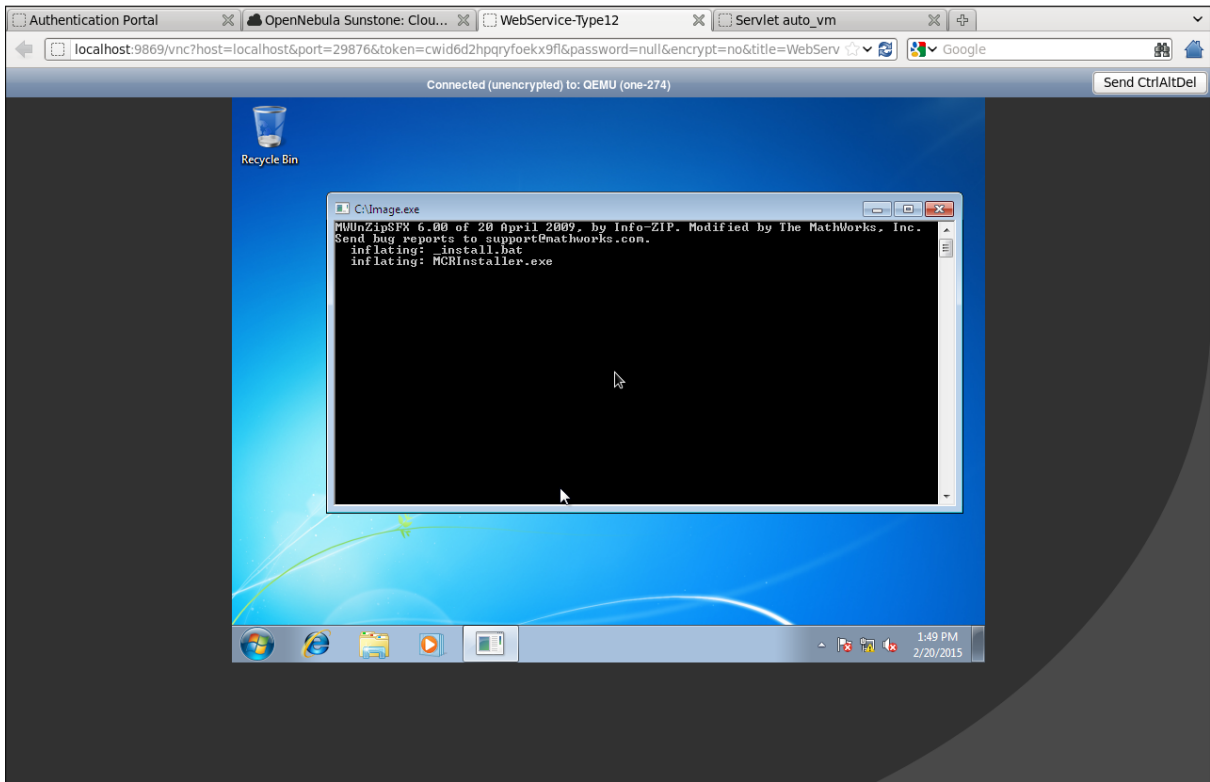 Authentication Portal
OpenNebula Sunstone: Clou...
WebService-Type12
Servlet auto_vm
localhost:9869/vnc?host=localhost&port=29876&token=cwid6d2hpqryfoekx9fl&password=null&encrypt=no&title=WebServ
Google
Connected (unencrypted) to: QEMU (one-274)
Send CtrlAltDel
Recycle Bin
C:\Image.exe
MWUnZipSFX 6.00 of 20 April 2009, by Info-ZIP. Modified by The MathWorks, Inc.
Send bug reports to support@mathworks.com.
inflating: _install.bat
inflating: MCRInstaller.exe
1:49 PM
2/20/2015